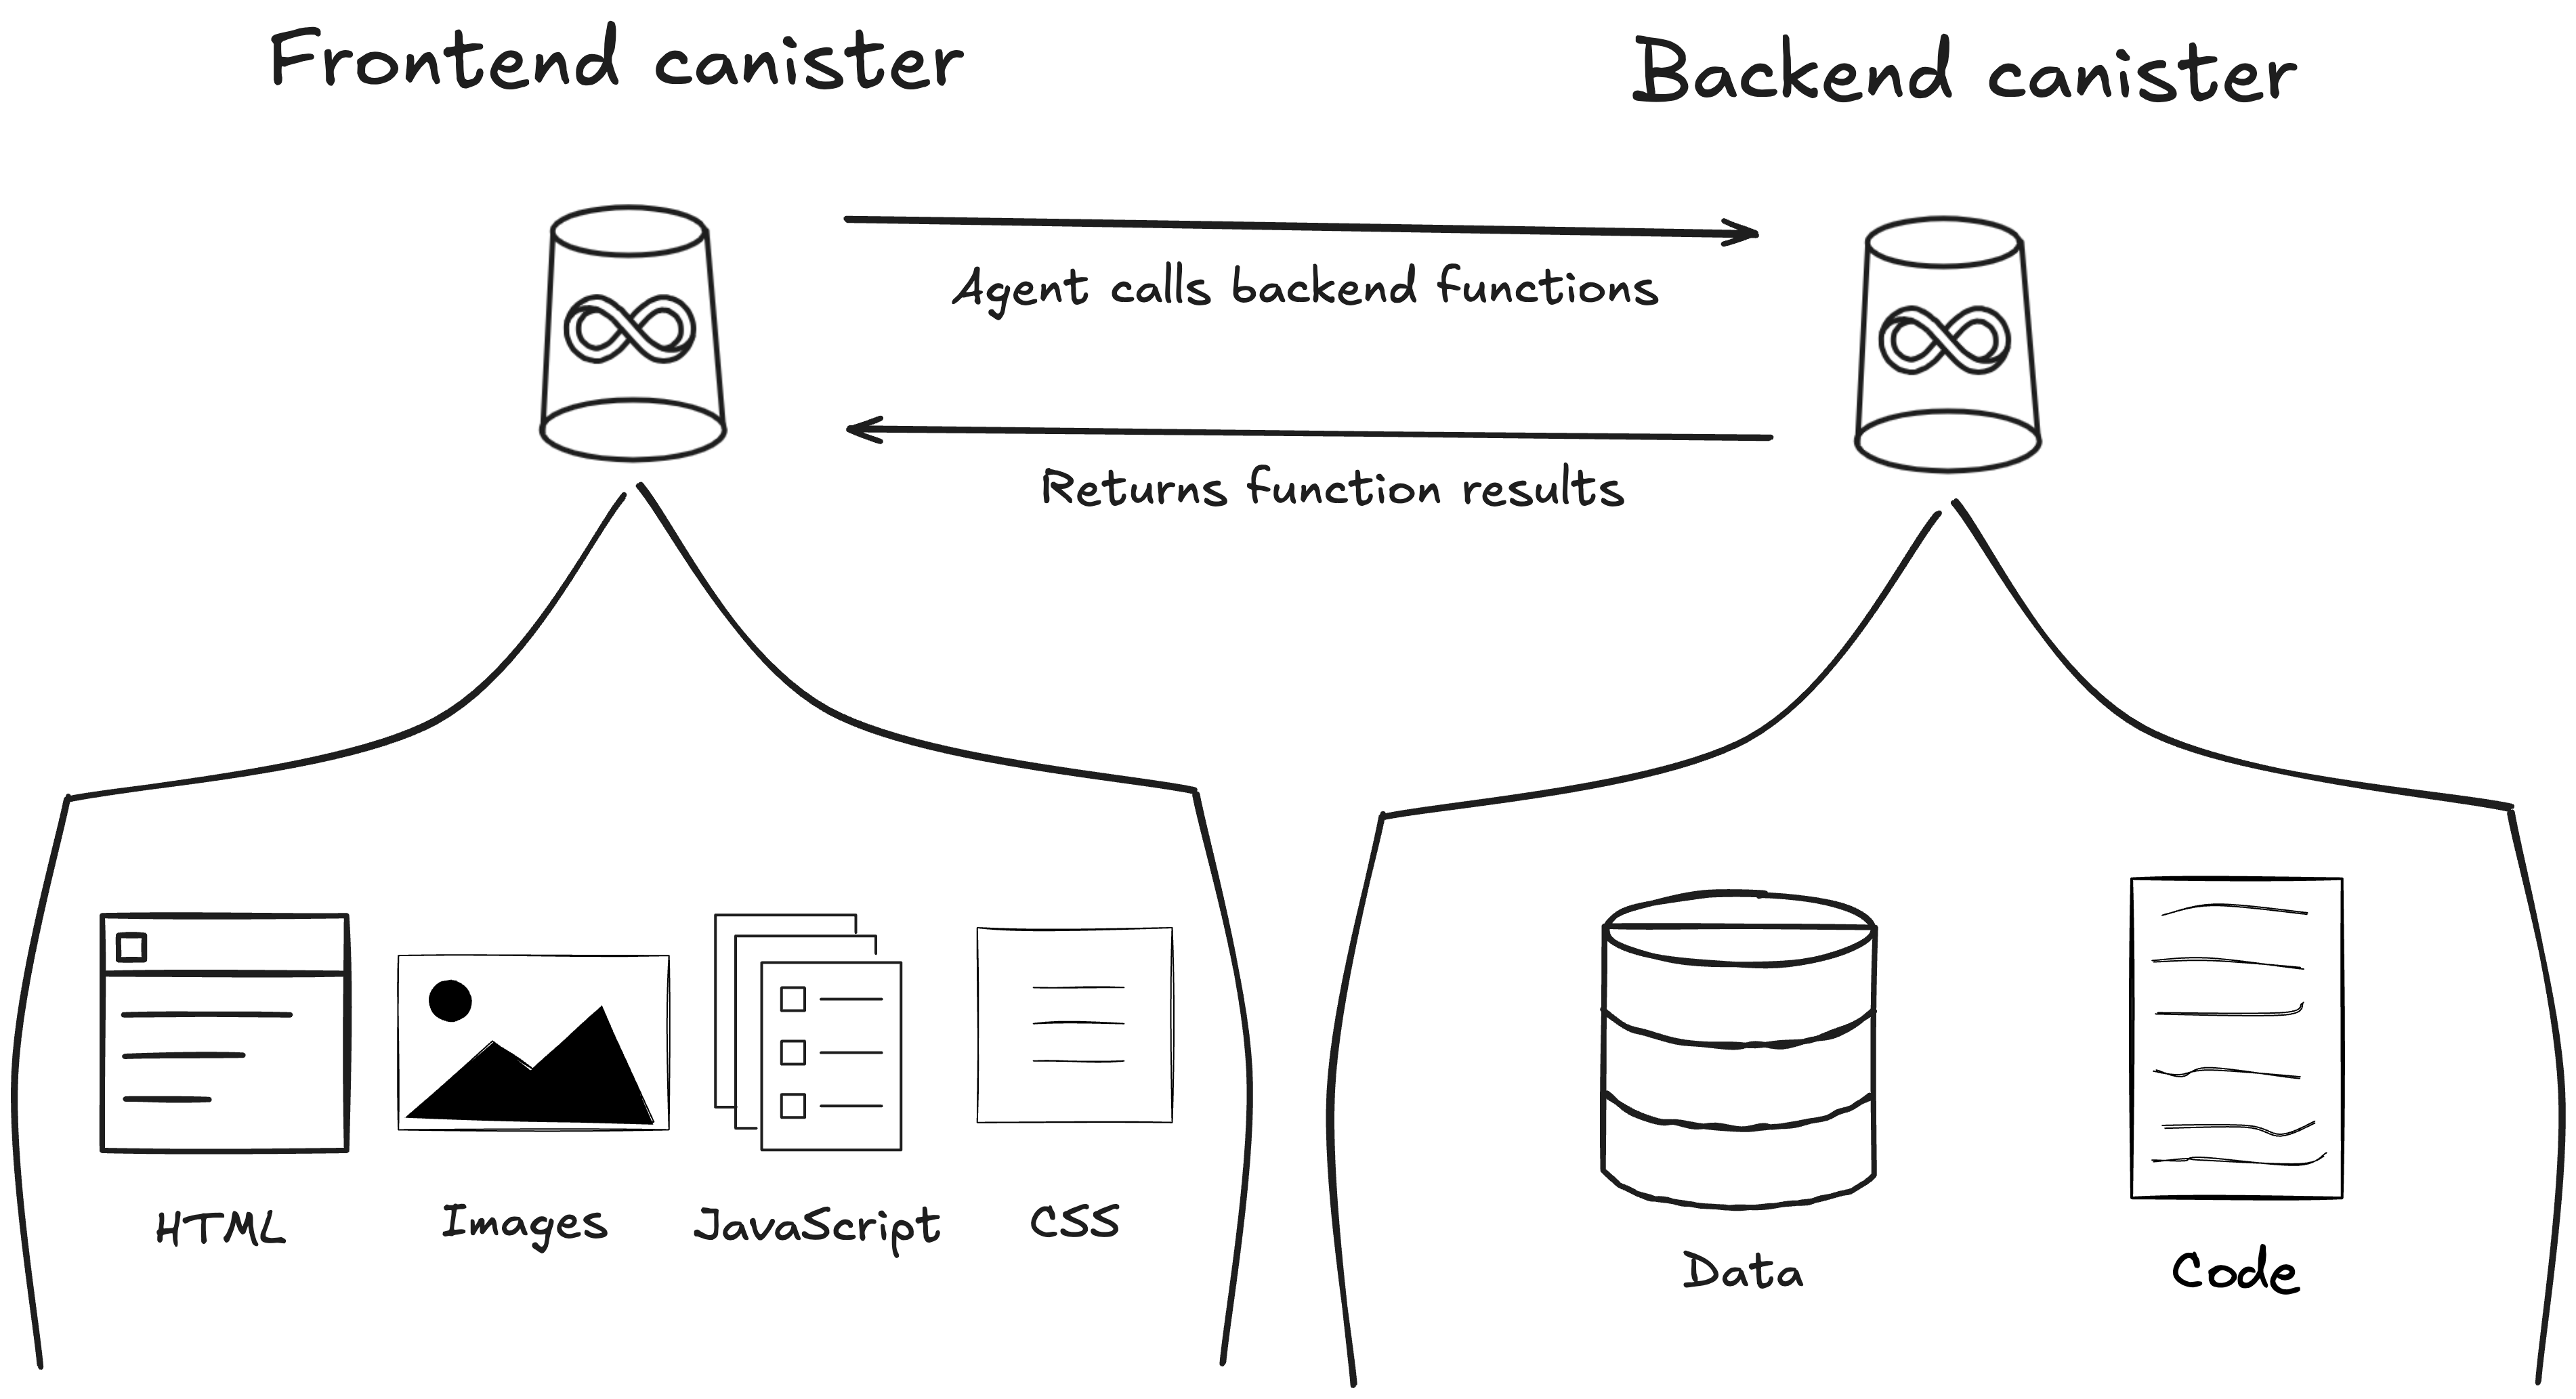 Frontend canister
Backend canister
Agent calls backend functions
Returns function results
HTML
Images
JavaScript
CSS
Data
Code